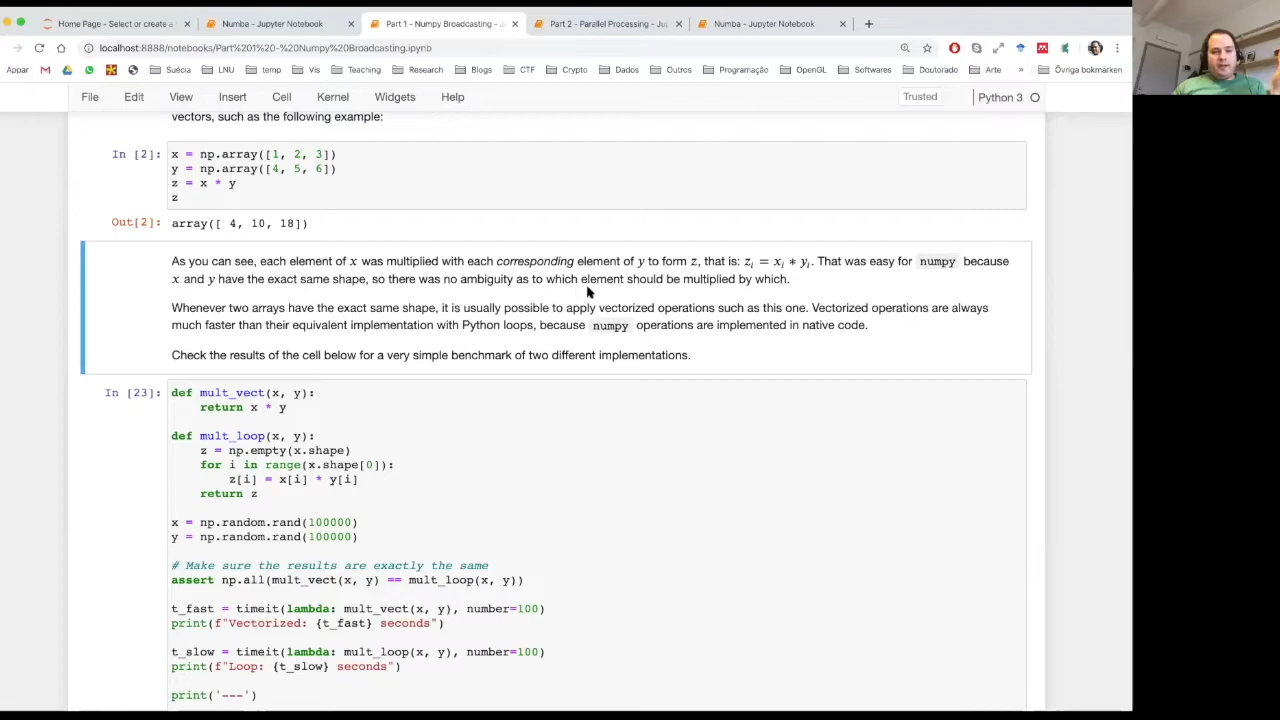 Home Page - Select or create a
Numba - Jupyter Notebook
Part 1 - Numpy Broadcasting - J
Part 2 - Parallel Processing - Ju
Numba - Jupyter Notebook
localhost:8888/notebooks/Part%201%20-%20Numpy%20Broadcasting.ipynb
Appar
Suécia
LNU
temp
Vis
Teaching
Research
Blogs
CTF
Crypto
Dados
Outros
Programação
OpenGL
Softwares
Doutorado
Arte
»
Övriga bokmärken
File Edit View Insert Cell Kernel Widgets Help
Trusted
Python 3
vectors, such as the following example:
In [2]: x = np.array([1, 2, 3])
y = np.array([4, 5, 6])
z = x * y
z
Out[2]: array([ 4, 10, 18])
As you can see, each element of x was multiplied with each corresponding element of y to form z, that is: zᵢ = xᵢ * yᵢ. That was easy for numpy because
x and y have the exact same shape, so there was no ambiguity as to which element should be multiplied by which.
Whenever two arrays have the exact same shape, it is usually possible to apply vectorized operations such as this one. Vectorized operations are always
much faster than their equivalent implementation with Python loops, because numpy operations are implemented in native code.
Check the results of the cell below for a very simple benchmark of two different implementations.
In [23]: def mult_vect(x, y):
return x * y
def mult_loop(x, y):
z = np.empty(x.shape)
for i in range(x.shape[0]):
z[i] = x[i] * y[i]
return z
x = np.random.rand(100000)
y = np.random.rand(100000)
# Make sure the results are exactly the same
assert np.all(mult_vect(x, y) == mult_loop(x, y))
t_fast = timeit(lambda: mult_vect(x, y), number=100)
print(f"Vectorized: {t_fast} seconds")
t_slow = timeit(lambda: mult_loop(x, y), number=100)
print(f"Loop: {t_slow} seconds")
print('---')